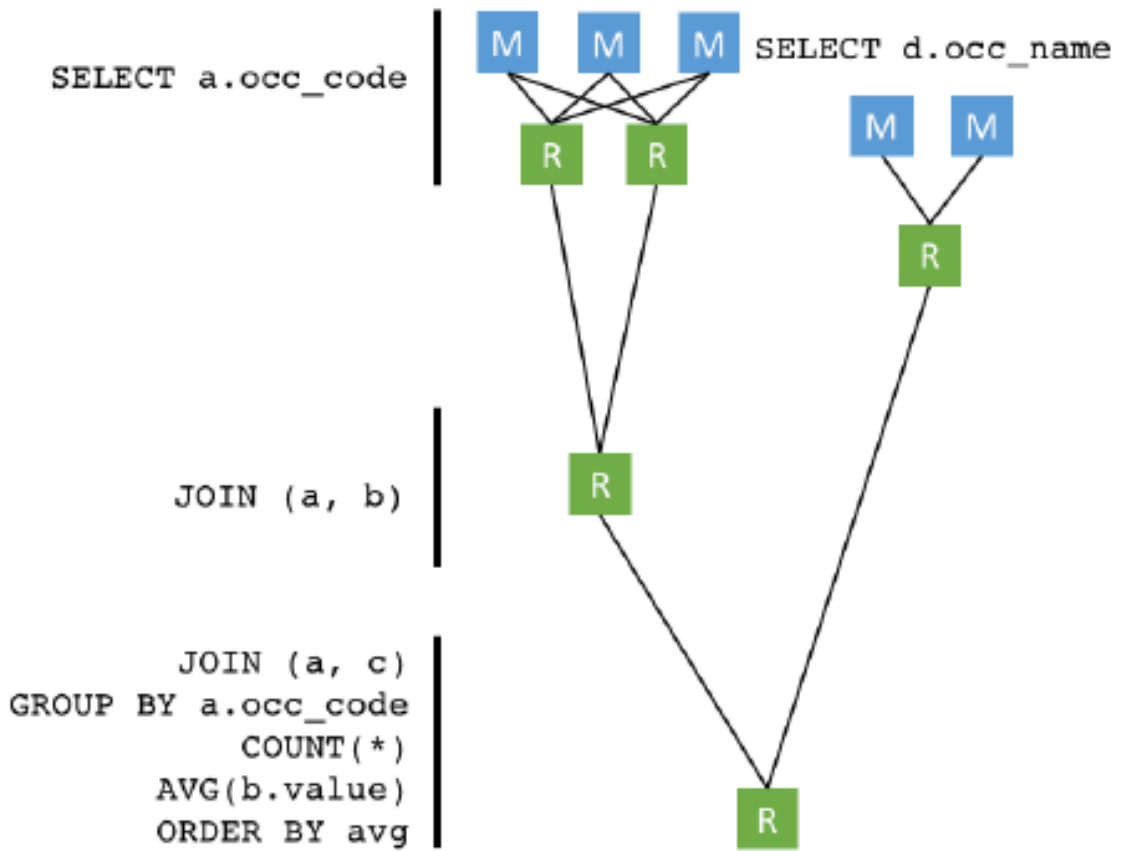 M M M
SELECT d.occ_name
SELECT a.occ_code
M M
R R
R
R
JOIN (a, b)
JOIN (a, c)
GROUP BY a.occ_code
COUNT(*)
AVG(b.value)
ORDER BY avg
R